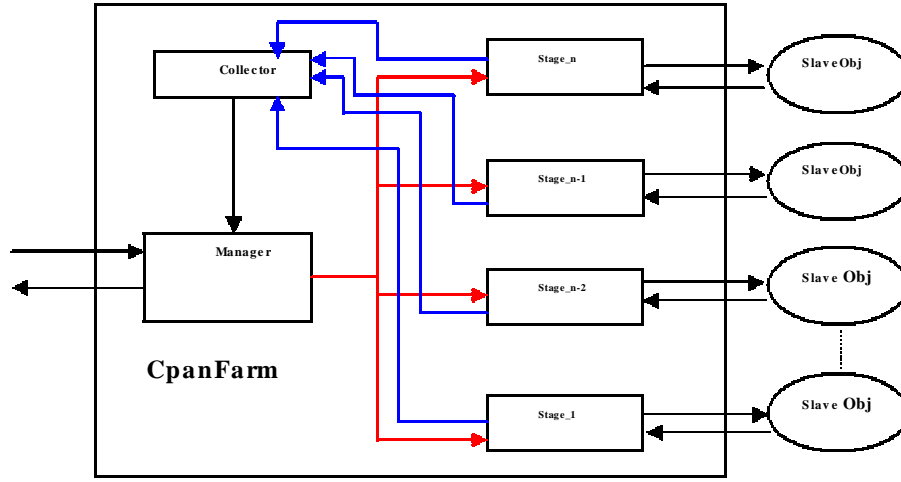 Collector
Stage_n
SlaveObj
Stage_n-1
SlaveObj
Manager
Stage_n-2
Slave Obj
CpanFarm
Stage_1
Slave Obj